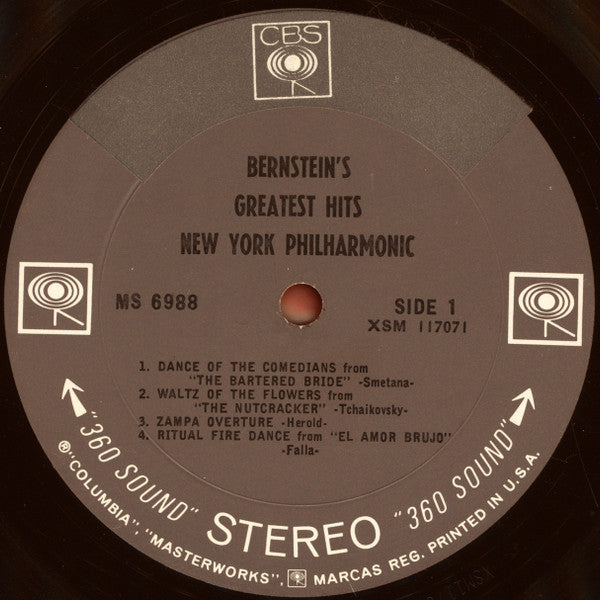 CBS
BERNSTEIN'S
GREATEST HITS
NEW YORK PHILHARMONIC
MS 6988
SIDE 1
XSM 117071
1. DANCE OF THE COMEDIANS from
"THE BARTERED BRIDE" -Smetana-
2. WALTZ OF THE FLOWERS from
"THE NUTCRACKER" -Tchaikovsky-
3. ZAMPA OVERTURE -Herold-
4. RITUAL FIRE DANCE from "EL AMOR BRUJO"
-Falla-
"360 SOUND" STEREO "360 SOUND"
®"COLUMBIA", "MASTERWORKS", MARCAS REG. PRINTED IN U.S.A.